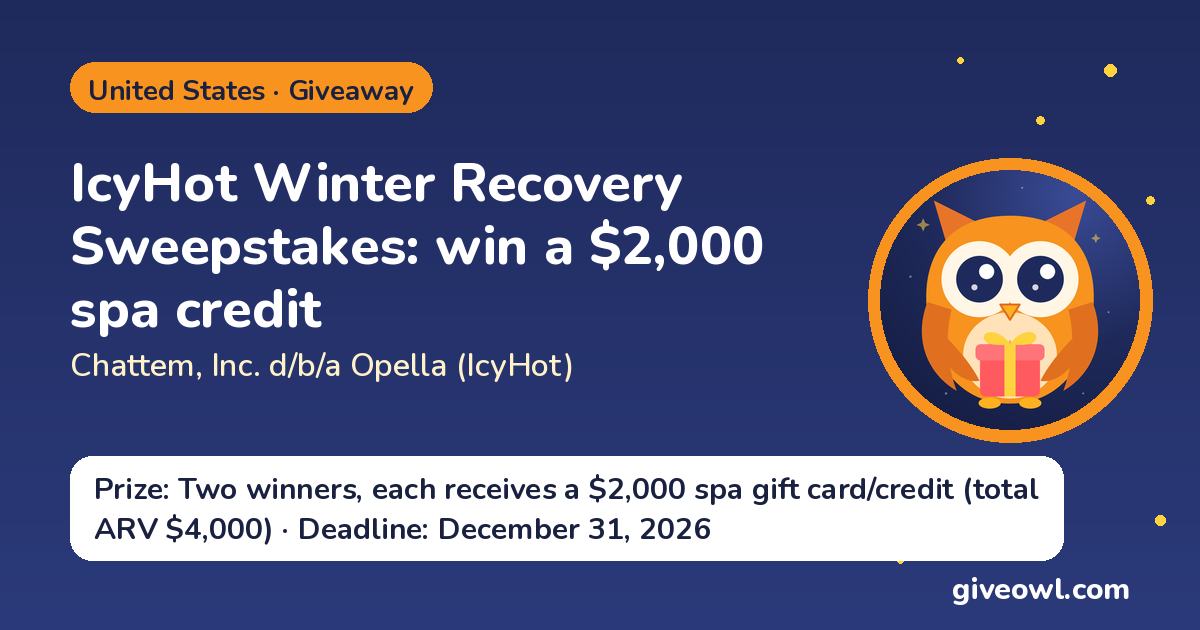 United States · Giveaway
IcyHot Winter Recovery
Sweepstakes: win a $2,000
spa credit
Chattem, Inc. d/b/a Opella (IcyHot)
Prize: Two winners, each receives a $2,000 spa gift card/credit (total
ARV $4,000) · Deadline: December 31, 2026
giveowl.com